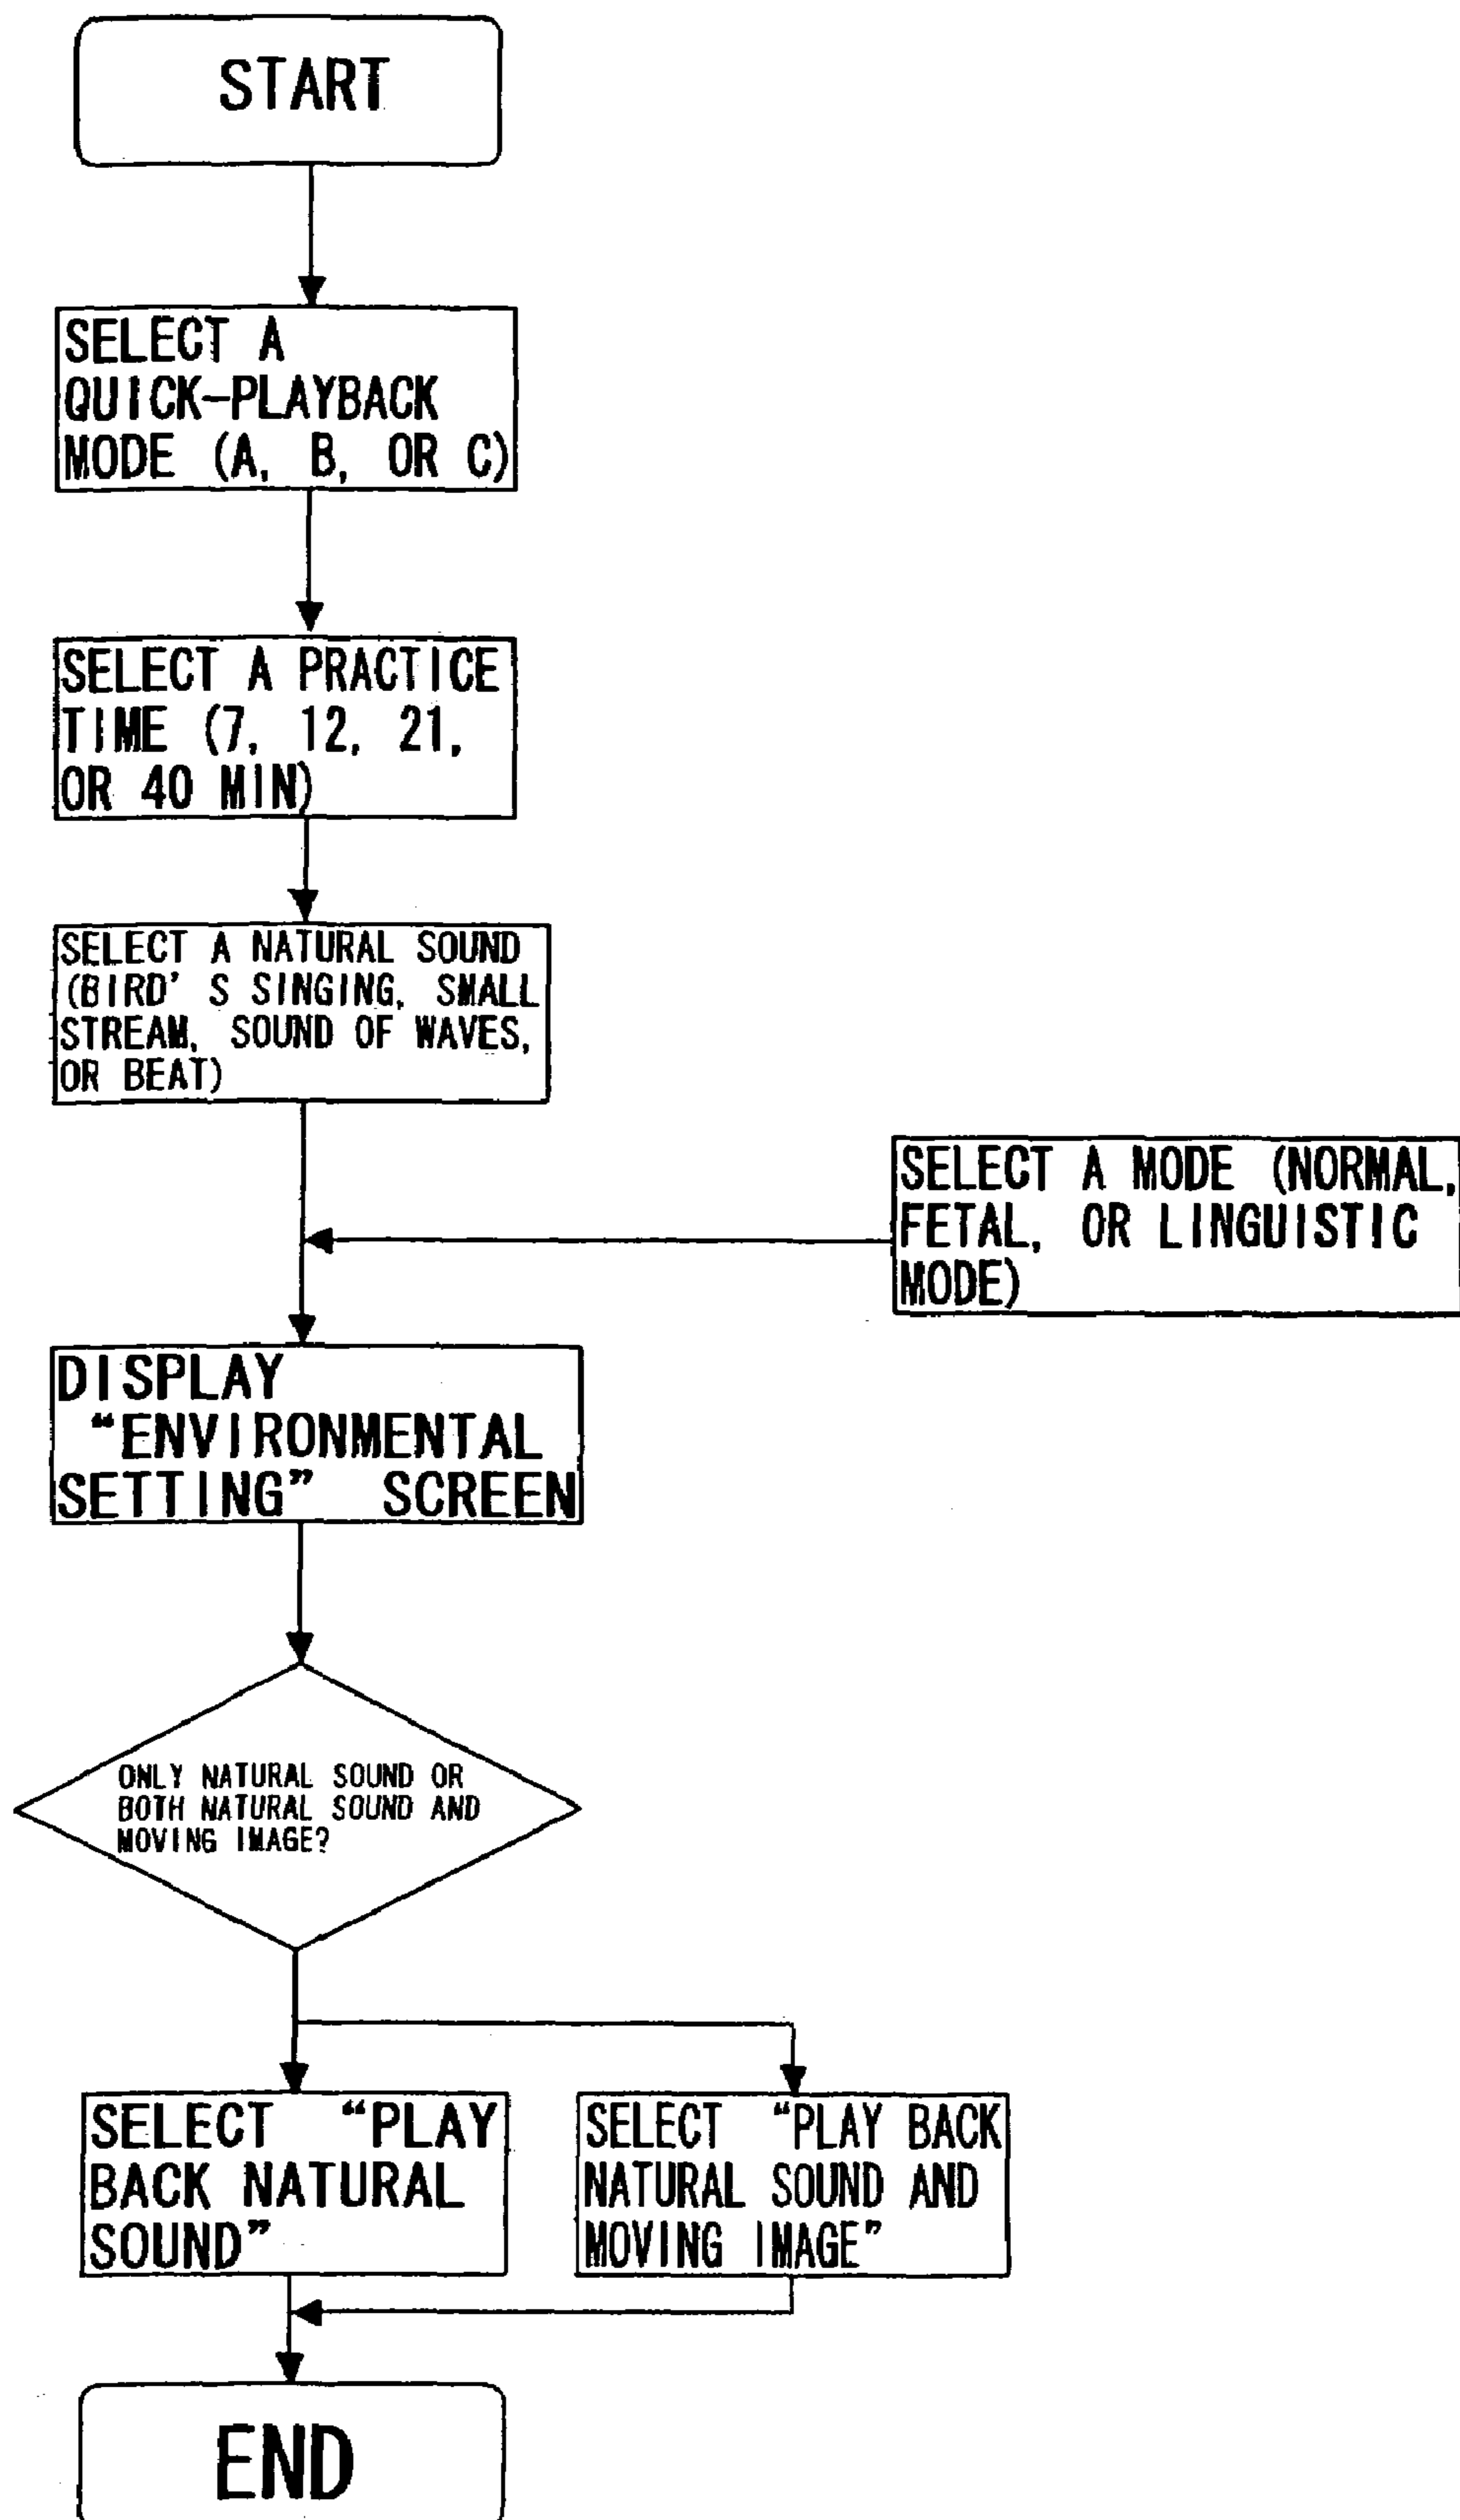 START
SELECT A
QUICK-PLAYBACK
MODE (A, B, OR C)
SELECT A PRACTICE
TIME (7, 12, 21,
OR 40 MIN)
SELECT A NATURAL SOUND
(BIRD' S SINGING, SMALL
STREAM, SOUND OF WAVES,
OR BEAT)
SELECT A MODE (NORMAL,
FETAL, OR LINGUISTIC
MODE)
DISPLAY
“ENVIRONMENTAL
SETTING” SCREEN
ONLY NATURAL SOUND OR
BOTH NATURAL SOUND AND
MOVING IMAGE?
SELECT “PLAY
BACK NATURAL
SOUND”
SELECT “PLAY BACK
NATURAL SOUND AND
MOVING IMAGE”
END